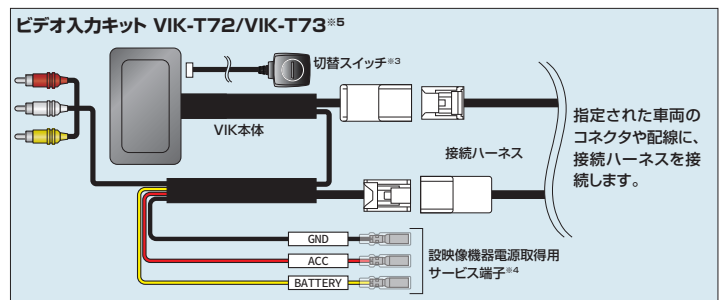 ビデオ入力キット VIK-T72/VIK-T73※5
切替スイッチ※3
VIK本体
接続ハーネス
指定された車両の
コネクタや配線に、
接続ハーネスを接
続します。
GND
ACC
BATTERY
設映像機器電源取得用
サービス端子※4